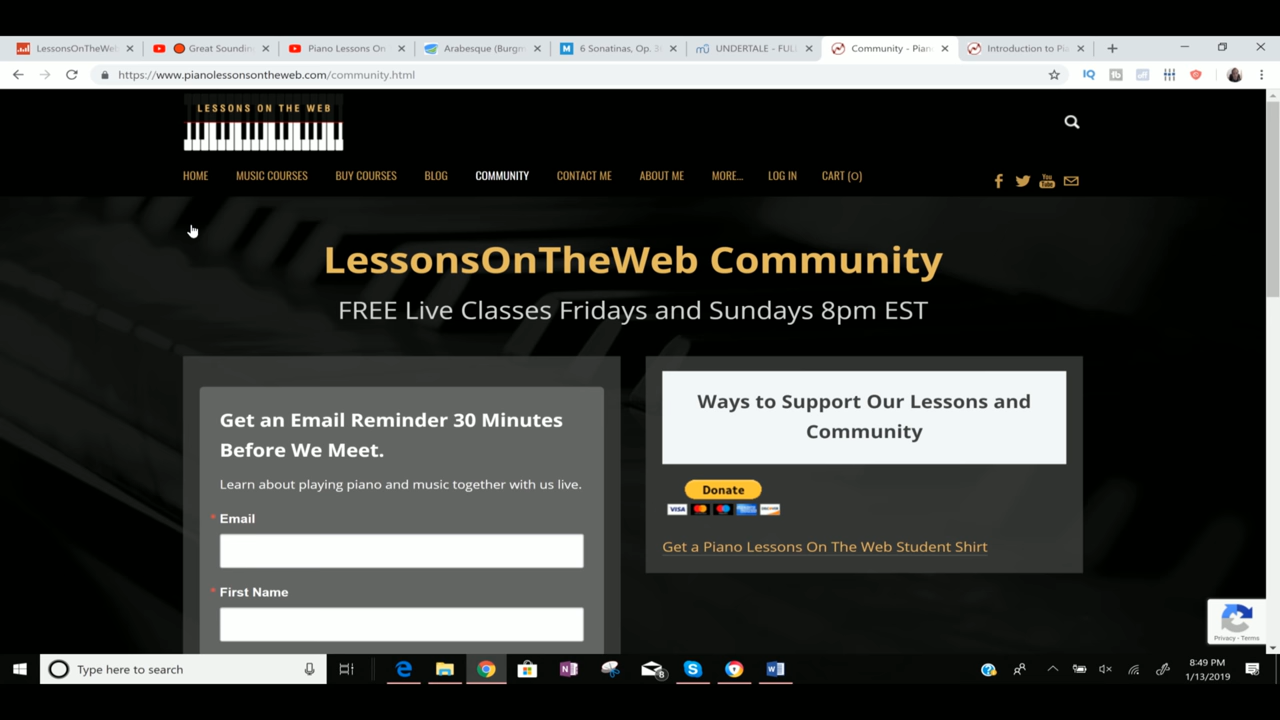 LessonsOnTheWeb
Great Soundin
Piano Lessons On
Arabesque (Burgm
6 Sonatinas, Op. 3
UNDERTALE - FUL
Community - Pian
Introduction to Pi
https://www.pianolessonsontheweb.com/community.html
LESSONS ON THE WEB
HOME
MUSIC COURSES
BUY COURSES
BLOG
COMMUNITY
CONTACT ME
ABOUT ME
MORE...
LOG IN
CART (0)
LessonsOnTheWeb Community
FREE Live Classes Fridays and Sundays 8pm EST
Get an Email Reminder 30 Minutes
Before We Meet.
Learn about playing piano and music together with us live.
* Email
* First Name
Ways to Support Our Lessons and
Community
Donate
VISA
Get a Piano Lessons On The Web Student Shirt
Privacy - Terms
Type here to search
8:49 PM
1/13/2019